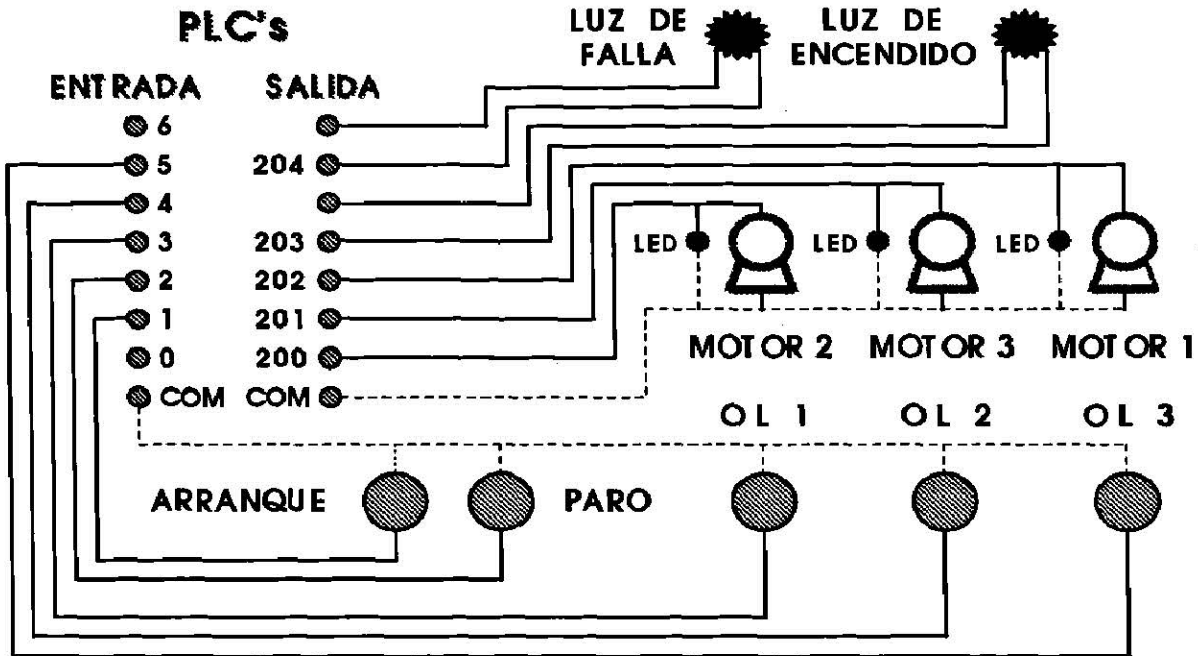 PLC's
LUZ DE
FALLA
LUZ DE
ENCENDIDO
ENTRADA
SALIDA
6
5
204
4
3
203
2
202
1
201
0
200
COM
COM
LED
LED
LED
MOTOR 2
MOTOR 3
MOTOR 1
OL 1
OL 2
OL 3
ARRANQUE
PARO